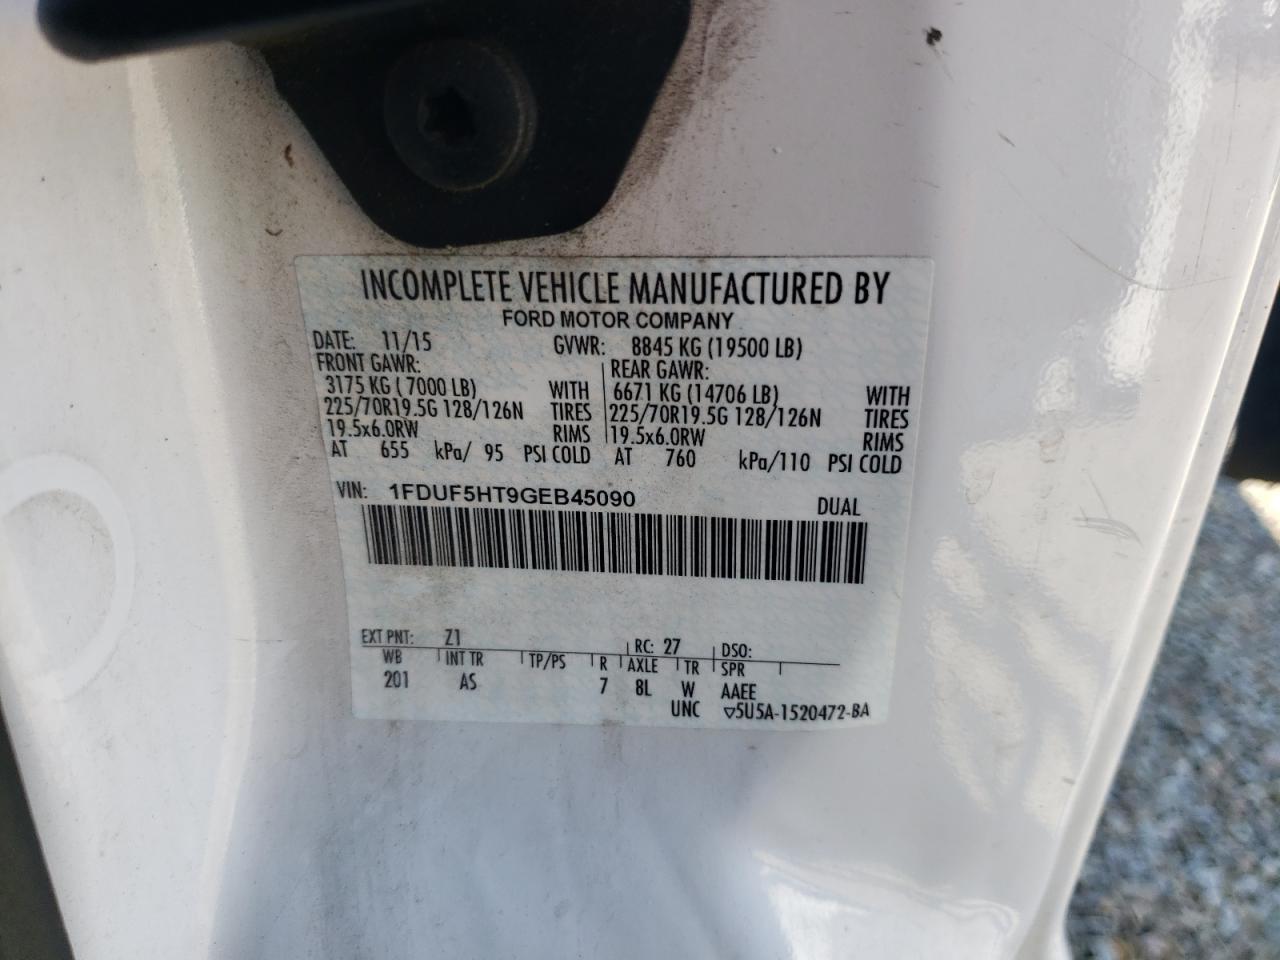 INCOMPLETE VEHICLE MANUFACTURED BY
FORD MOTOR COMPANY
DATE: 11/15 GVWR: 8845 KG (19500 LB)
FRONT GAWR: REAR GAWR:
3175 KG (7000 LB) WITH 6671 KG (14706 LB) WITH
225/70R19.5G 128/126N TIRES 225/70R19.5G 128/126N TIRES
19.5x6.0RW RIMS 19.5x6.0RW RIMS
AT 655 kPa/ 95 PSI COLD AT 760 kPa/110 PSI COLD
VIN: 1FDUF5HT9GEB45090 DUAL
EXT PNT: Z1 RC: 27 DSO:
WB INT TR TP/PS R AXLE TR SPR
201 AS 7 8L W AAEE
UNC ▽5U5A-1520472-BA